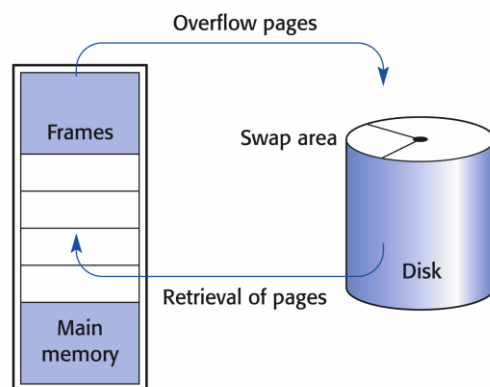 Overflow pages
Frames
Swap area
Disk
Retrieval of pages
Main
memory